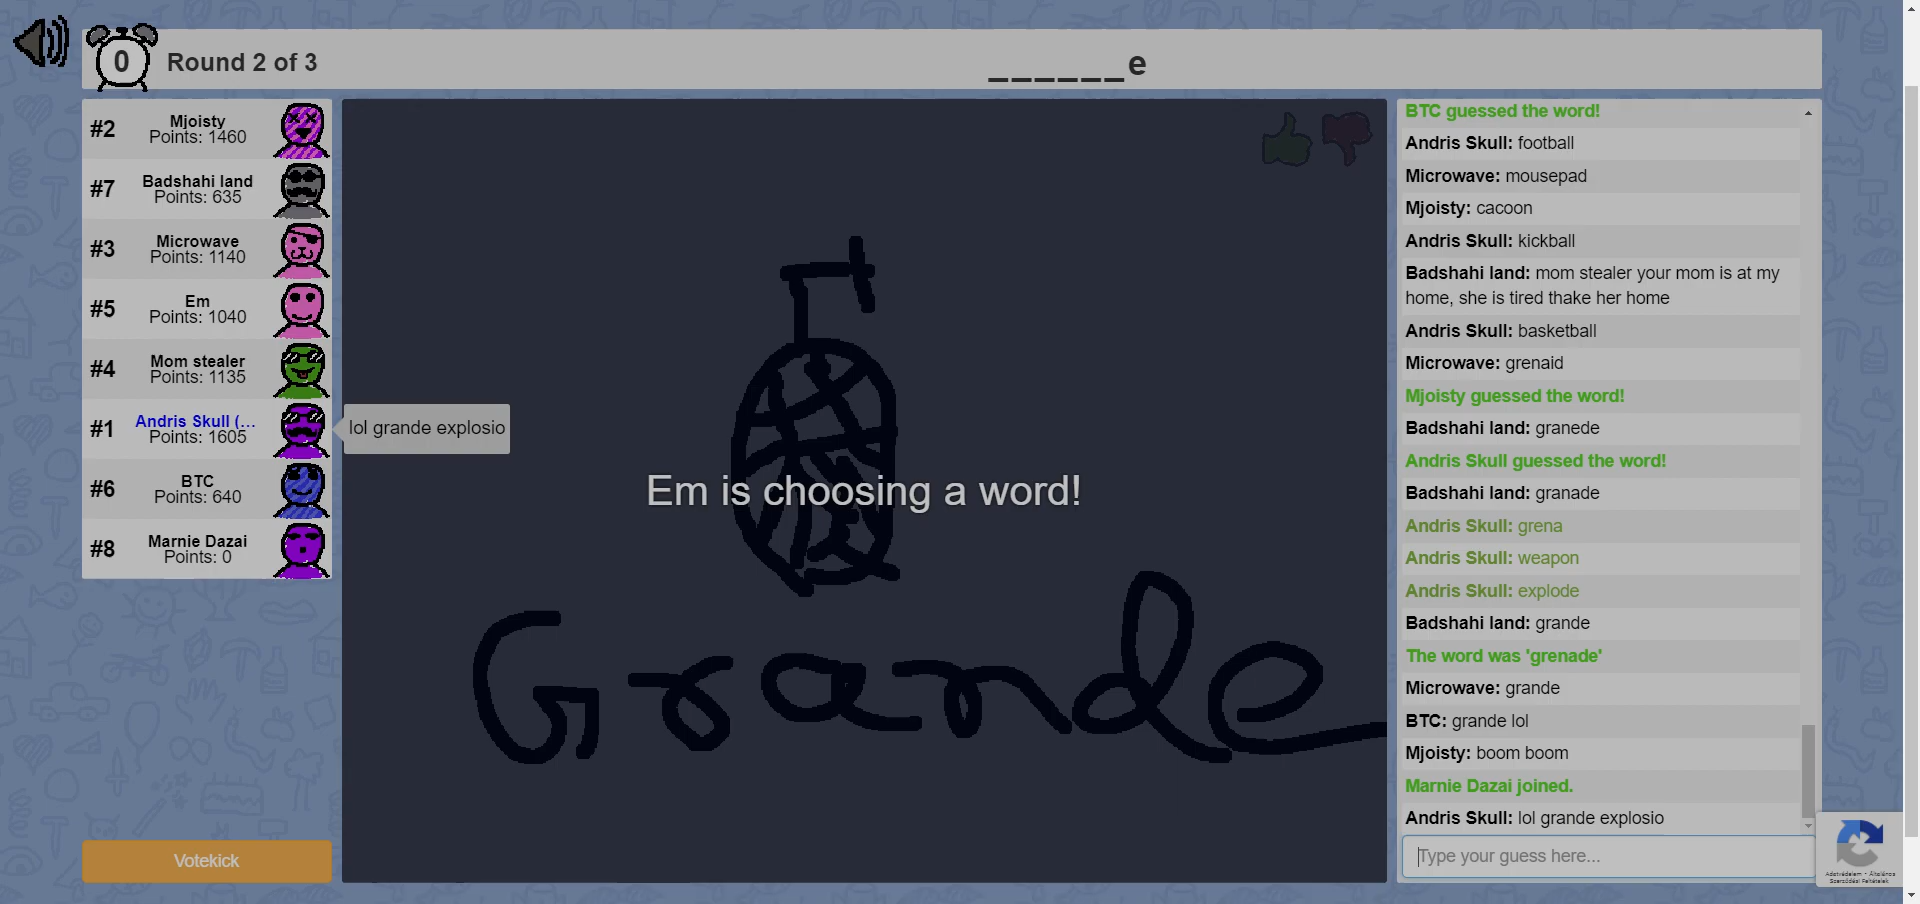 0
Round 2 of 3
______e
#2
Mjoisty
Points: 1460
#7
Badshahi land
Points: 635
#3
Microwave
Points: 1140
#5
Em
Points: 1040
#4
Mom stealer
Points: 1135
#1
Andris Skull (...
Points: 1605
#6
BTC
Points: 640
#8
Marnie Dazai
Points: 0
Votekick
lol grande explosio
Em is choosing a word!
Grande
BTC guessed the word!
Andris Skull: football
Microwave: mousepad
Mjoisty: cacoon
Andris Skull: kickball
Badshahi land: mom stealer your mom is at my
home, she is tired thake her home
Andris Skull: basketball
Microwave: grenaid
Mjoisty guessed the word!
Badshahi land: granede
Andris Skull guessed the word!
Badshahi land: granade
Andris Skull: grena
Andris Skull: weapon
Andris Skull: explode
Badshahi land: grande
The word was 'grenade'
Microwave: grande
BTC: grande lol
Mjoisty: boom boom
Marnie Dazai joined.
Andris Skull: lol grande explosio
Type your guess here...
Adatvédelem - Általános
Szerződési Feltételek